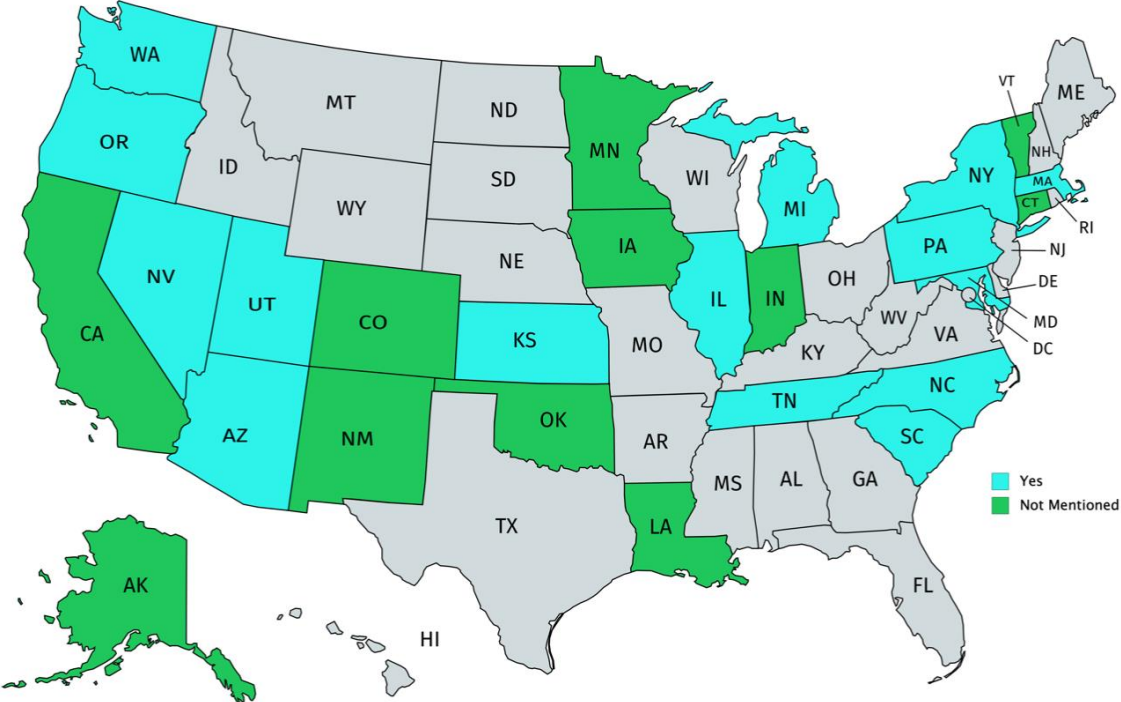 WA
MT
ND
MN
VT
ME
OR
ID
SD
WI
NH
WY
MI
NY
MA
CT
RI
NE
IA
PA
NJ
NV
UT
CO
IL
IN
OH
DE
CA
KS
MO
WV
VA
MD
KY
DC
AZ
NM
OK
AR
TN
NC
SC
MS
AL
GA
TX
LA
FL
AK
HI
Yes
Not Mentioned